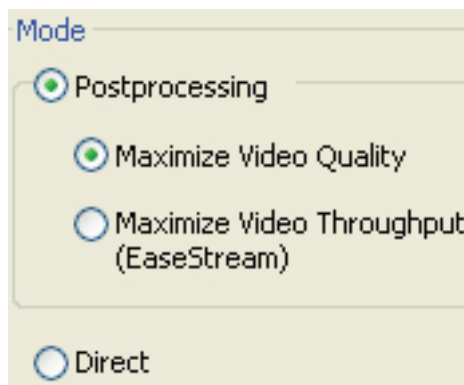 Mode
Postprocessing
Maximize Video Quality
Maximize Video Throughput
(EaseStream)
Direct